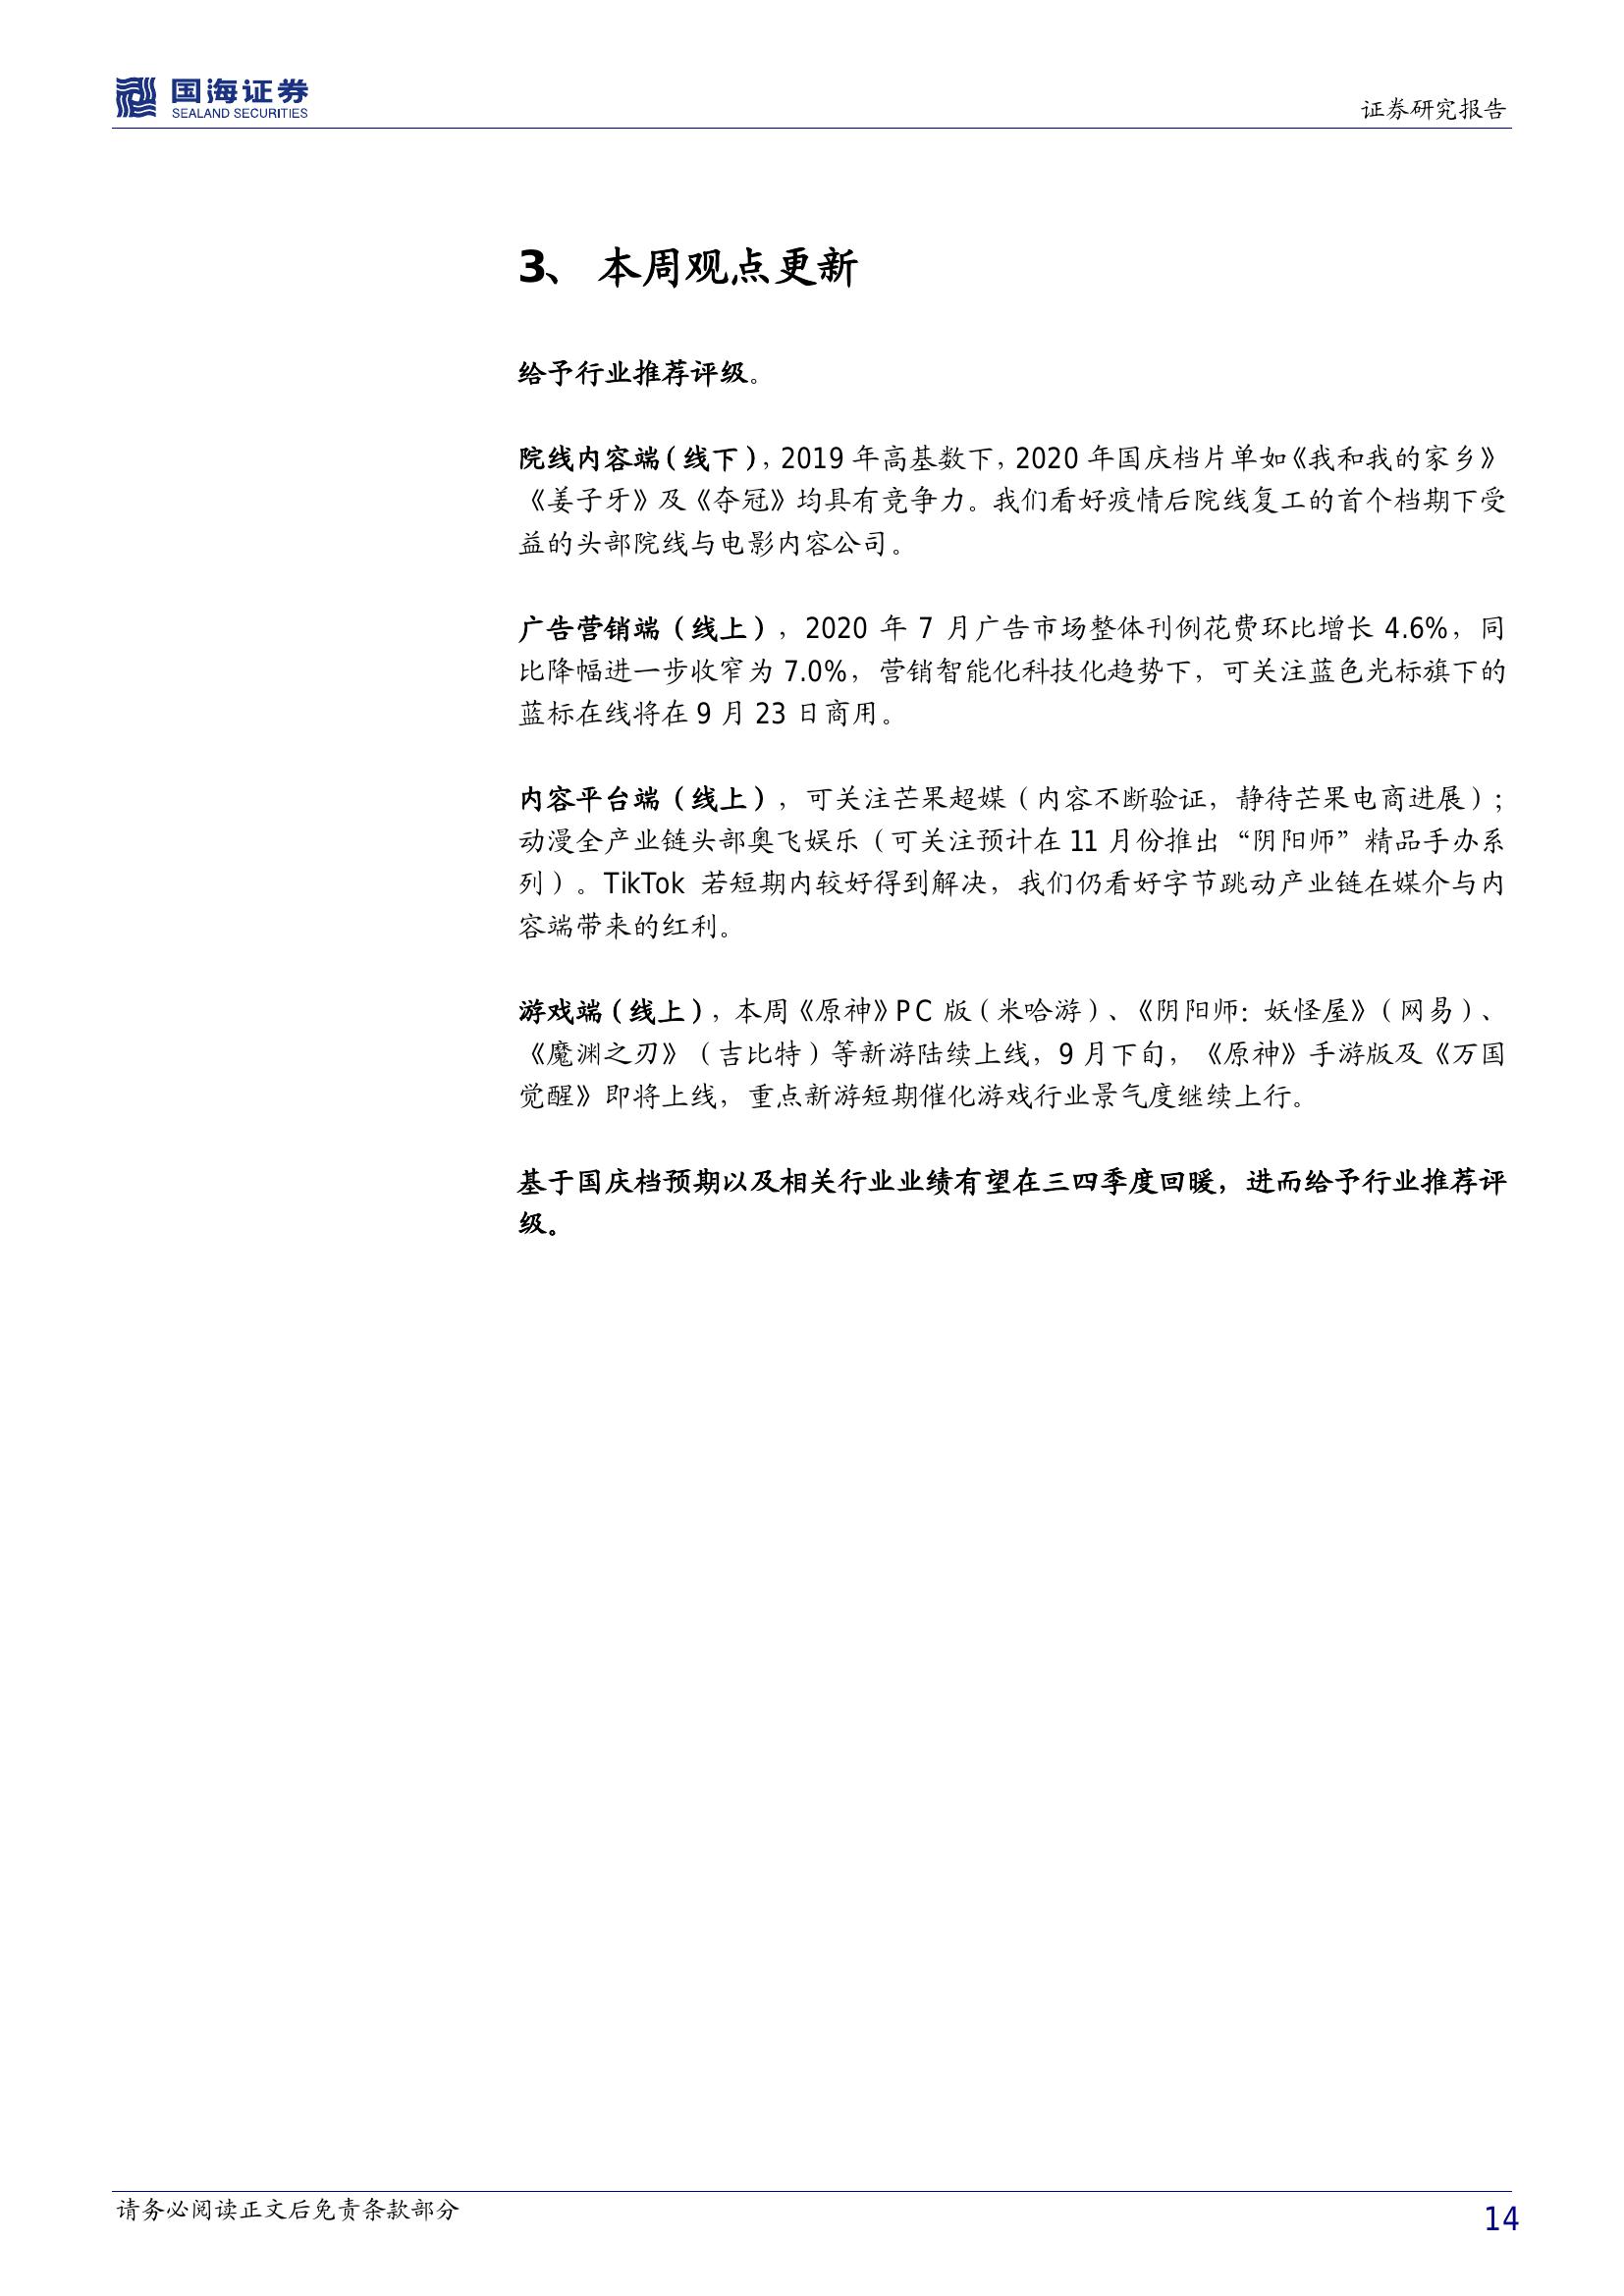 国海证券
SEALAND SECURITIES
证券研究报告
3、 本周观点更新
给予行业推荐评级。
院线内容端（线下），2019 年高基数下，2020 年国庆档片单如《我和我的家乡》
《姜子牙》及《夺冠》均具有竞争力。我们看好疫情后院线复工的首个档期下受
益的头部院线与电影内容公司。
广告营销端（线上），2020 年 7 月广告市场整体刊例花费环比增长 4.6%，同
比降幅进一步收窄为 7.0%，营销智能化科技化趋势下，可关注蓝色光标旗下的
蓝标在线将在 9 月 23 日商用。
内容平台端（线上），可关注芒果超媒（内容不断验证，静待芒果电商进展）；
动漫全产业链头部奥飞娱乐（可关注预计在 11 月份推出“阴阳师”精品手办系
列）。TikTok 若短期内较好得到解决，我们仍看好字节跳动产业链在媒介与内
容端带来的红利。
游戏端（线上），本周《原神》PC 版（米哈游）、《阴阳师：妖怪屋》（网易）、
《魔渊之刃》（吉比特）等新游陆续上线，9 月下旬，《原神》手游版及《万国
觉醒》即将上线，重点新游短期催化游戏行业景气度继续上行。
基于国庆档预期以及相关行业业绩有望在三四季度回暖，进而给予行业推荐评
级。
请务必阅读正文后免责条款部分
14